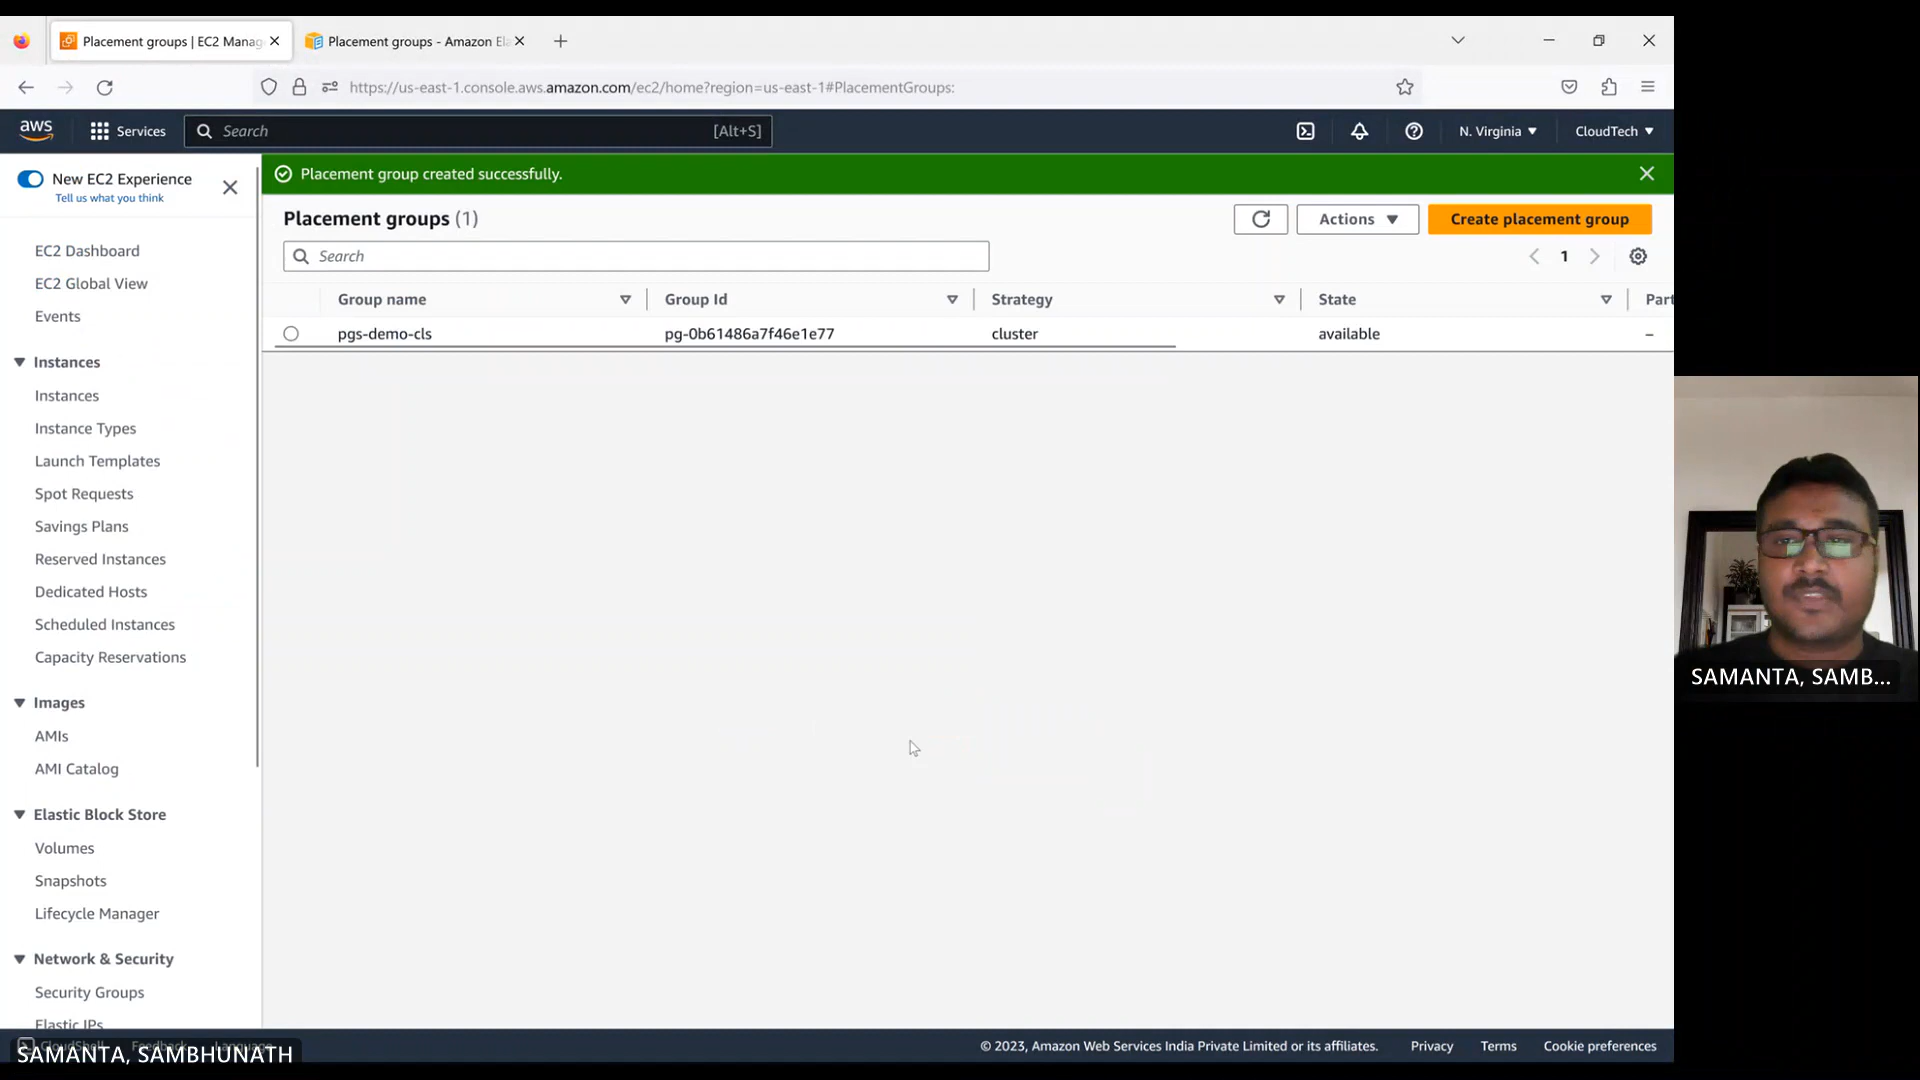 Placement groups | EC2 Manag
Placement groups - Amazon El
https://us-east-1.console.aws.amazon.com/ec2/home?region=us-east-1#PlacementGroups:
aws
Services
Search
[Alt+S]
N. Virginia
CloudTech
New EC2 Experience
Tell us what you think
EC2 Dashboard
EC2 Global View
Events
Instances
Instances
Instance Types
Launch Templates
Spot Requests
Savings Plans
Reserved Instances
Dedicated Hosts
Scheduled Instances
Capacity Reservations
Images
AMIs
AMI Catalog
Elastic Block Store
Volumes
Snapshots
Lifecycle Manager
Network & Security
Security Groups
Elastic IPs
Placement group created successfully.
Placement groups (1)
Actions
Create placement group
Search
1
Group name Group Id Strategy State Part
pgs-demo-cls pg-0b61486a7f46e1e77 cluster available –
SAMANTA, SAMB...
CloudShell Feedback Language
SAMANTA, SAMBHUNATH
© 2023, Amazon Web Services India Private Limited or its affiliates. Privacy Terms Cookie preferences